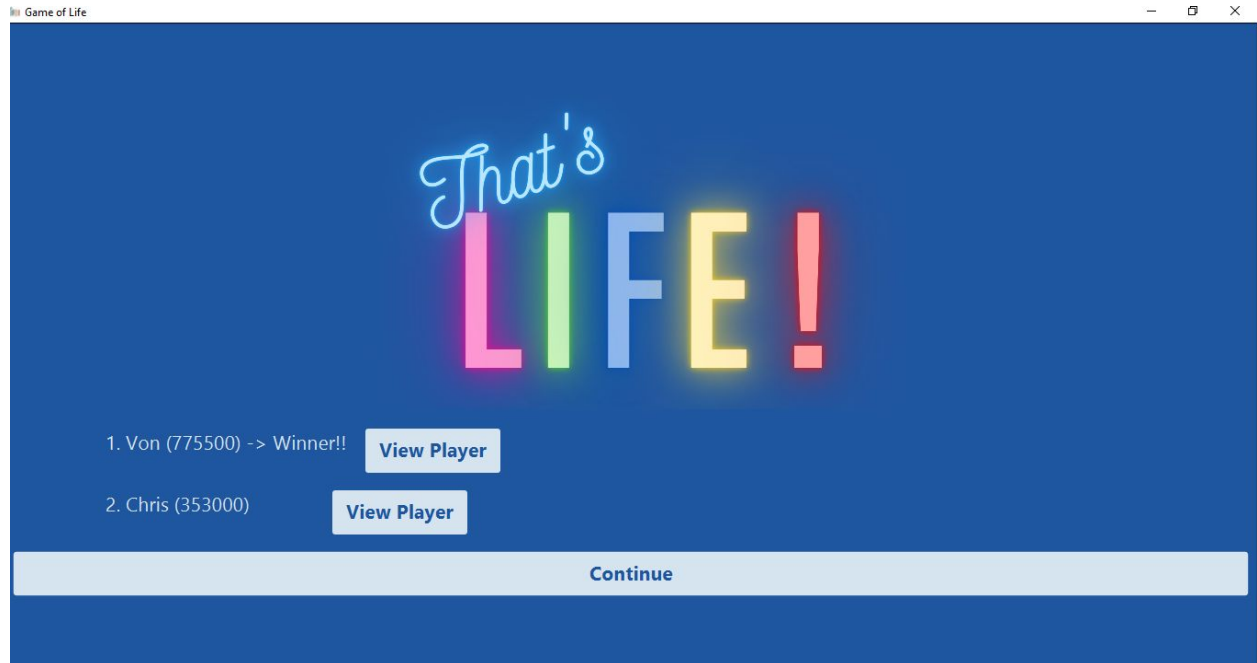 Game of Life
That's
LIFE!
1. Von (775500) -> Winner!!
View Player
2. Chris (353000)
View Player
Continue